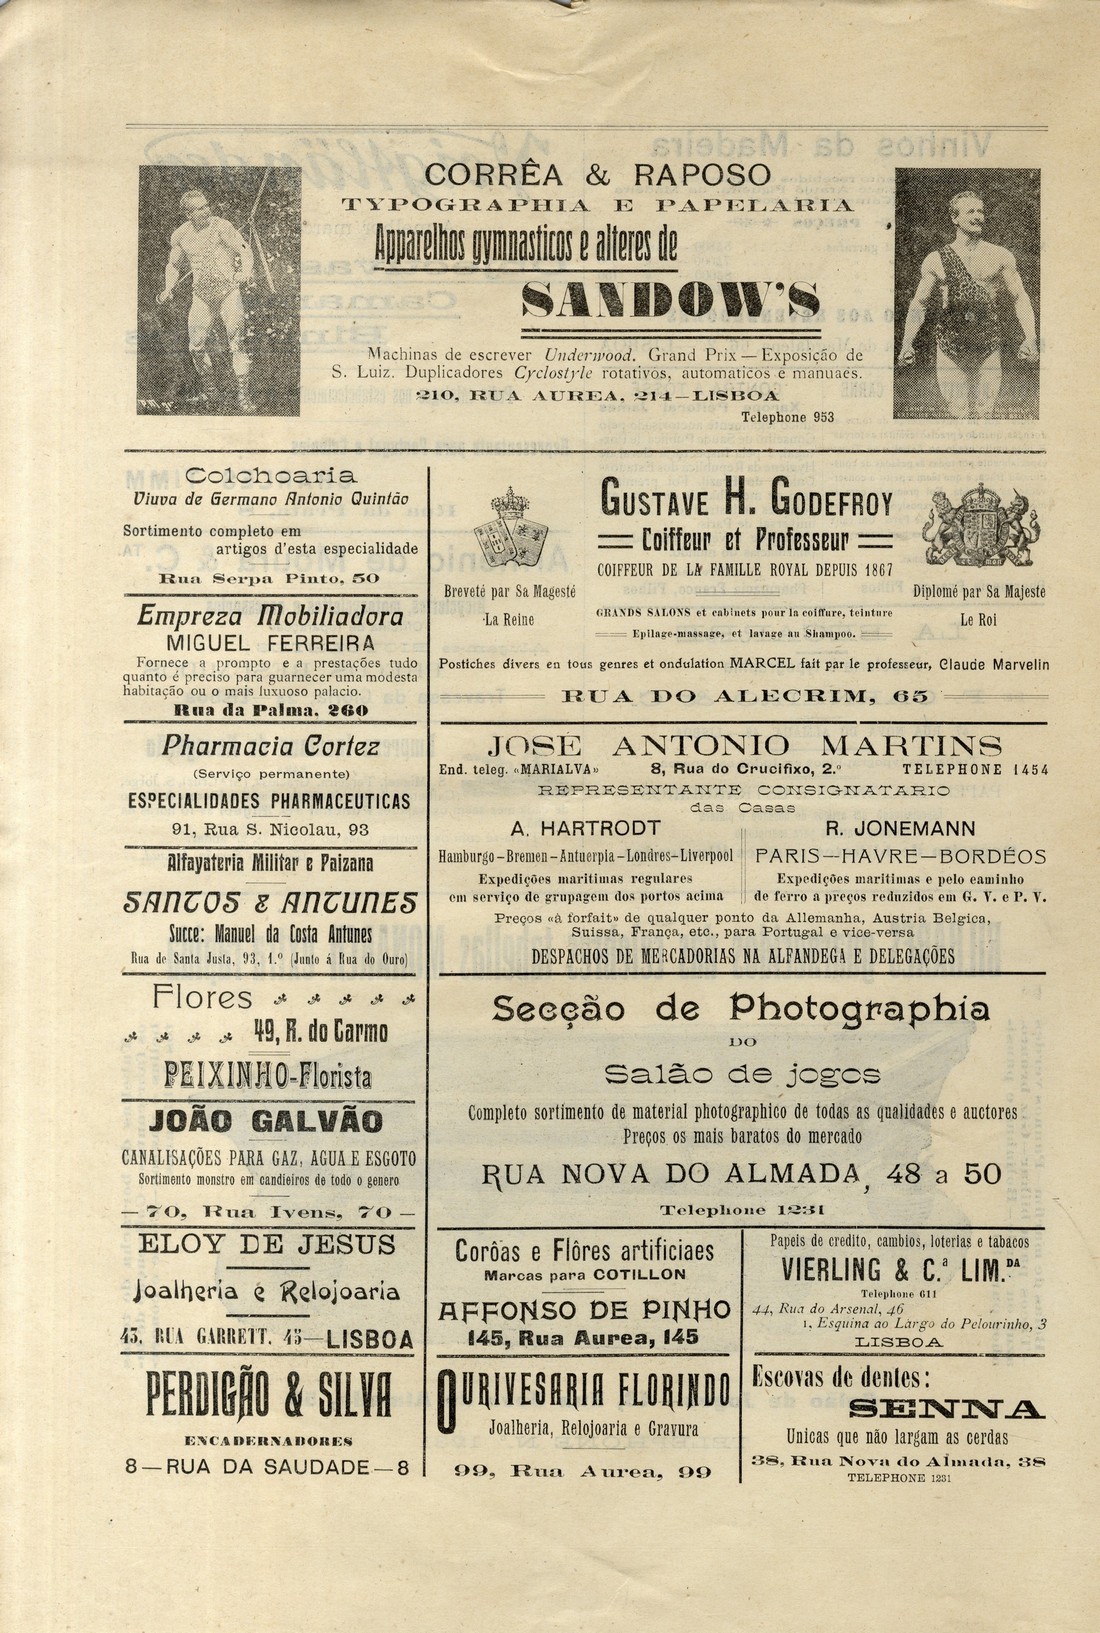 CORRÊA & RAPOSO
TYPOGRAPHIA E PAPELARIA
Apparelhos gymnasticos e alteres de
SANDOW'S
Machinas de escrever Underwood. Grand Prix — Exposição de
S. Luiz. Duplicadores Cyclostyle rotativos, automaticos e manuaes.
210, RUA AUREA, 214—LISBOA
Telephone 953
Colchoaria
Viuva de Germano Antonio Quintão
Sortimento completo em
artigos d'esta especialidade
Rua Serpa Pinto, 50
Empreza Mobiliadora
MIGUEL FERREIRA
Fornece a prompto e a prestações tudo
quanto é preciso para guarnecer uma modesta
habitação ou o mais luxuoso palacio.
Rua da Palma, 260
Pharmacia Cortez
(Serviço permanente)
ESPECIALIDADES PHARMACEUTICAS
91, Rua S. Nicolau, 93
Alfayateria Militar e Paizana
SANTOS & ANTUNES
Succe: Manuel da Costa Antunes
Rua de Santa Justa, 93, 1.º (Junto á Rua do Ouro)
Flores
49, R. do Carmo
PEIXINHO-Florista
JOÃO GALVÃO
CANALISAÇÕES PARA GAZ, AGUA E ESGOTO
Sortimento monstro em candieiros de todo o genero
— 70, Rua Ivens, 70 —
ELOY DE JESUS
Joalheria e Relojoaria
45, RUA GARRETT, 45—LISBOA
PERDIGÃO & SILVA
ENCADERNADORES
8—RUA DA SAUDADE—8
GUSTAVE H. GODEFROY
Coiffeur et Professeur
COIFFEUR DE LA FAMILLE ROYAL DEPUIS 1867
Breveté par Sa Magesté
La Reine
Diplomé par Sa Majeste
Le Roi
GRANDS SALONS et cabinets pour la coiffure, teinture
Epilage-massage, et lavage au Shampoo.
Postiches divers en tous genres et ondulation MARCEL fait par le professeur, Claude Marvelin
RUA DO ALECRIM, 65
JOSÉ ANTONIO MARTINS
End. teleg. «MARIALVA» 8, Rua do Crucifixo, 2.º TELEPHONE 1454
REPRESENTANTE CONSIGNATARIO
das Casas
A. HARTRODT
Hamburgo-Bremen-Antuerpia-Londres-Liverpool
Expedições maritimas regulares
em serviço de grupagem dos portos acima
R. JONEMANN
PARIS—HAVRE—BORDÉOS
Expedições maritimas e pelo caminho
de ferro a preços reduzidos em G. V. e P. V.
Preços «à forfait» de qualquer ponto da Allemanha, Austria Belgica,
Suissa, França, etc., para Portugal e vice-versa
DESPACHOS DE MERCADORIAS NA ALFANDEGA E DELEGAÇÕES
Secção de Photographia
DO
Salão de jogos
Completo sortimento de material photographico de todas as qualidades e auctores
Preços os mais baratos do mercado
RUA NOVA DO ALMADA, 48 a 50
Telephone 1231
Corôas e Flôres artificiaes
Marcas para COTILLON
AFFONSO DE PINHO
145, Rua Aurea, 145
OURIVESARIA FLORINDO
Joalheria, Relojoaria e Gravura
99, Rua Aurea, 99
Papeis de credito, cambios, loterias e tabacos
VIERLING & C.ª LIM.DA
Telephone 611
44, Rua do Arsenal, 46
1, Esquina ao Largo do Pelourinho, 3
LISBOA
Escovas de dentes:
SENNA
Unicas que não largam as cerdas
38, Rua Nova do Almada, 38
TELEPHONE 1231